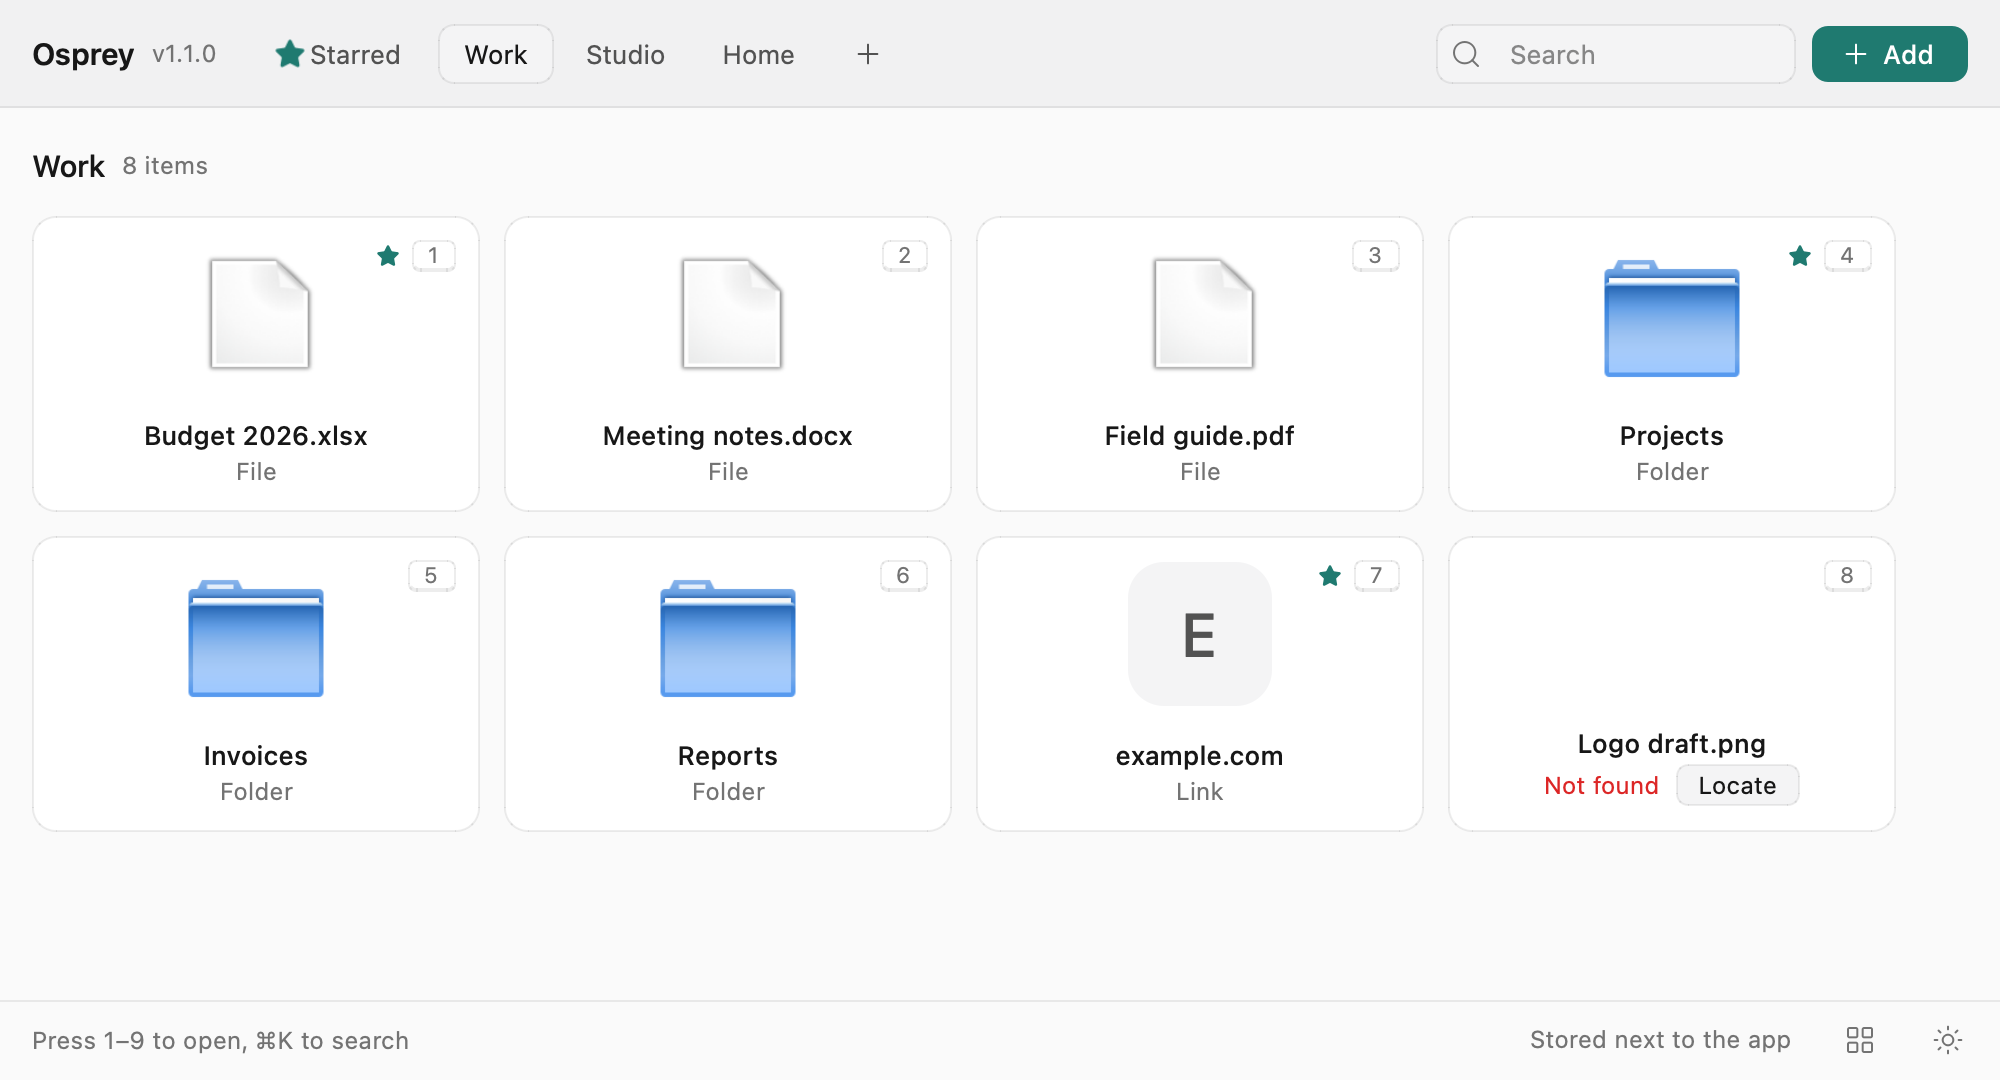 Osprey v1.1.0 Starred Work Studio Home + Search + Add
Work 8 items
1 2 3 4
Budget 2026.xlsx Meeting notes.docx Field guide.pdf Projects
File File File Folder
5 6 E 7 8
Invoices Reports example.com Logo draft.png
Folder Folder Link Not found Locate
Press 1–9 to open, ⌘K to search Stored next to the app